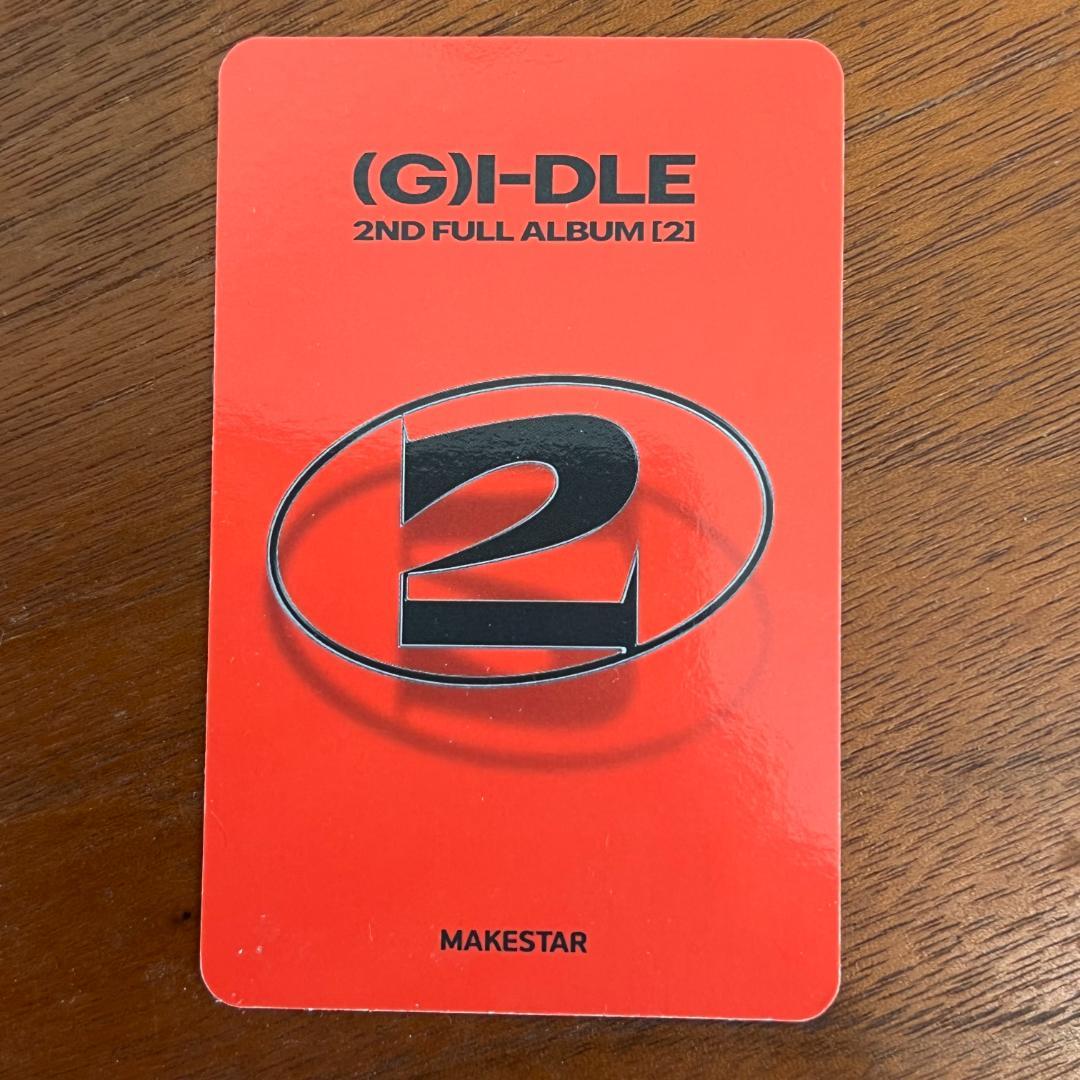 (G)I-DLE
2ND FULL ALBUM [2]
2
MAKESTAR